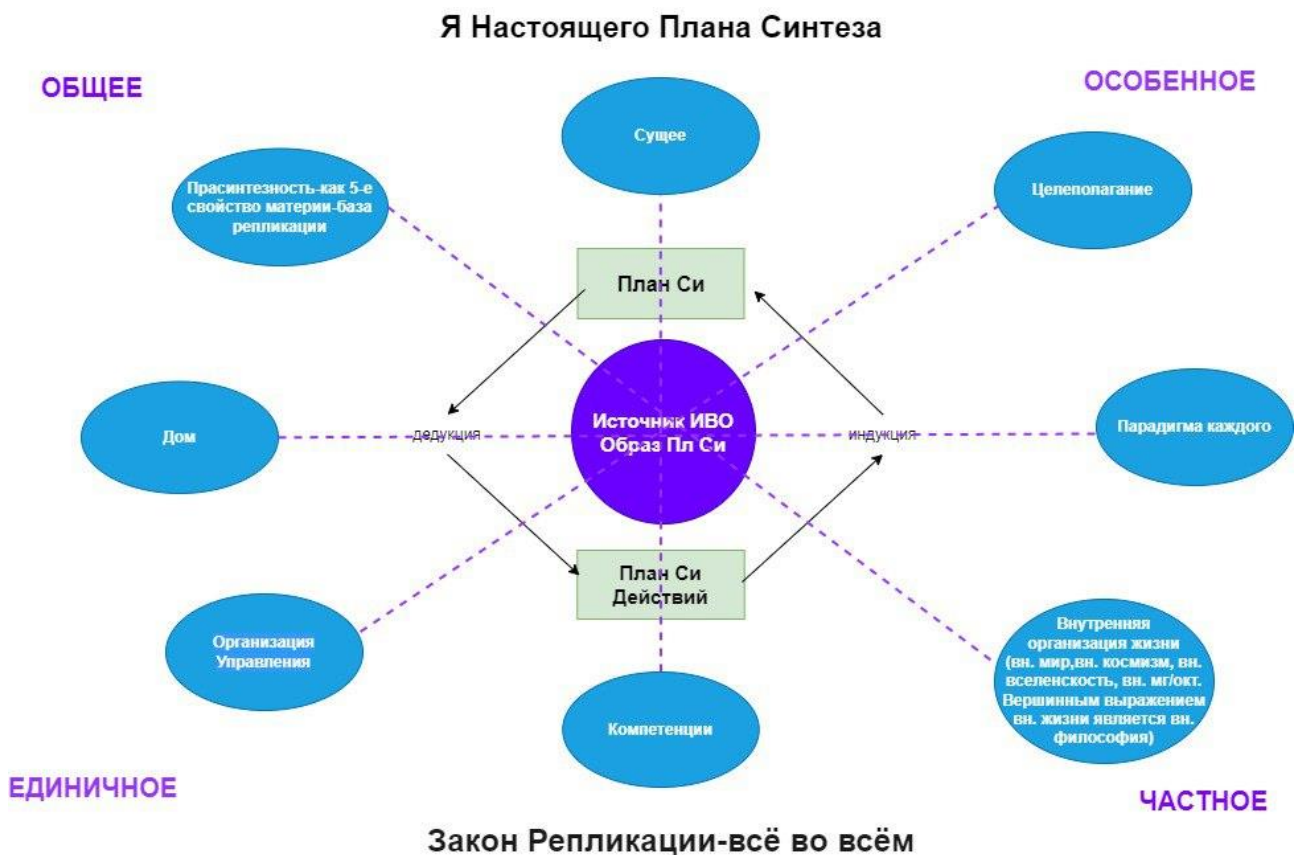 Я Настоящего Плана Синтеза
ОБЩЕЕ
ОСОБЕННОЕ
Сущее
Прасинтезность-как 5-е
свойство материи-база
репликации
Целеполагание
План Си
Дом
дедукция
Источник ИВО
Образ Пл Си
индукция
Парадигма каждого
План Си
Действий
Организация
Управления
Компетенции
Внутренняя
организация жизни
(вн. мир,вн. космизм, вн.
вселенскость, вн. мг/окт.
Вершинным выражением
вн. жизни является вн.
философия)
ЕДИНИЧНОЕ
ЧАСТНОЕ
Закон Репликации-всё во всём